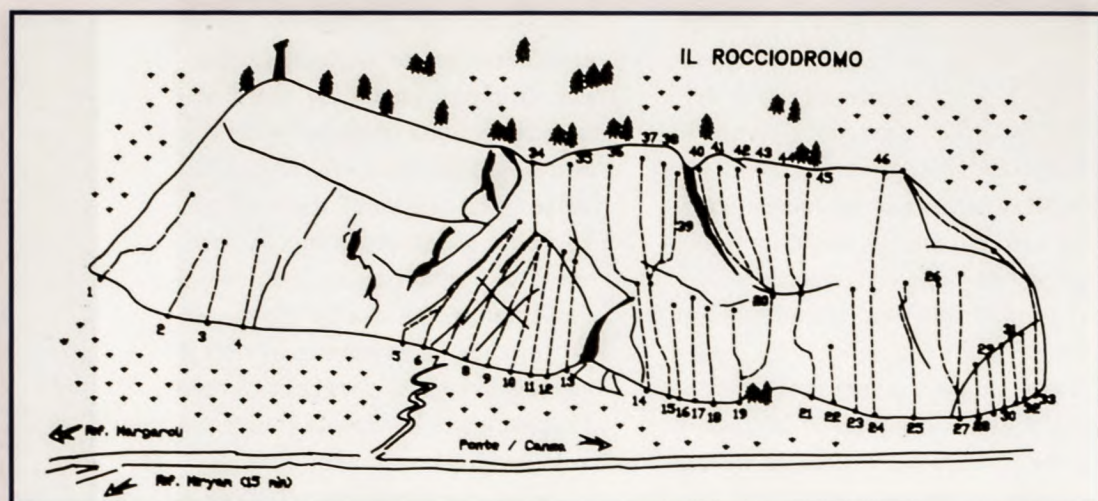 IL ROCCIODROMO
34 35 36 37 38 40 41 42 43 44 45 46
39
1
20
26
2 3 4
5 6 7 8 9 10 11 12 13
29 31
14 15 16 17 18 19 21 22 23 24 25 27 28 30 32 33
Rif. Margaroli
Ponte / Canza
Rif. Miryam (15 min)